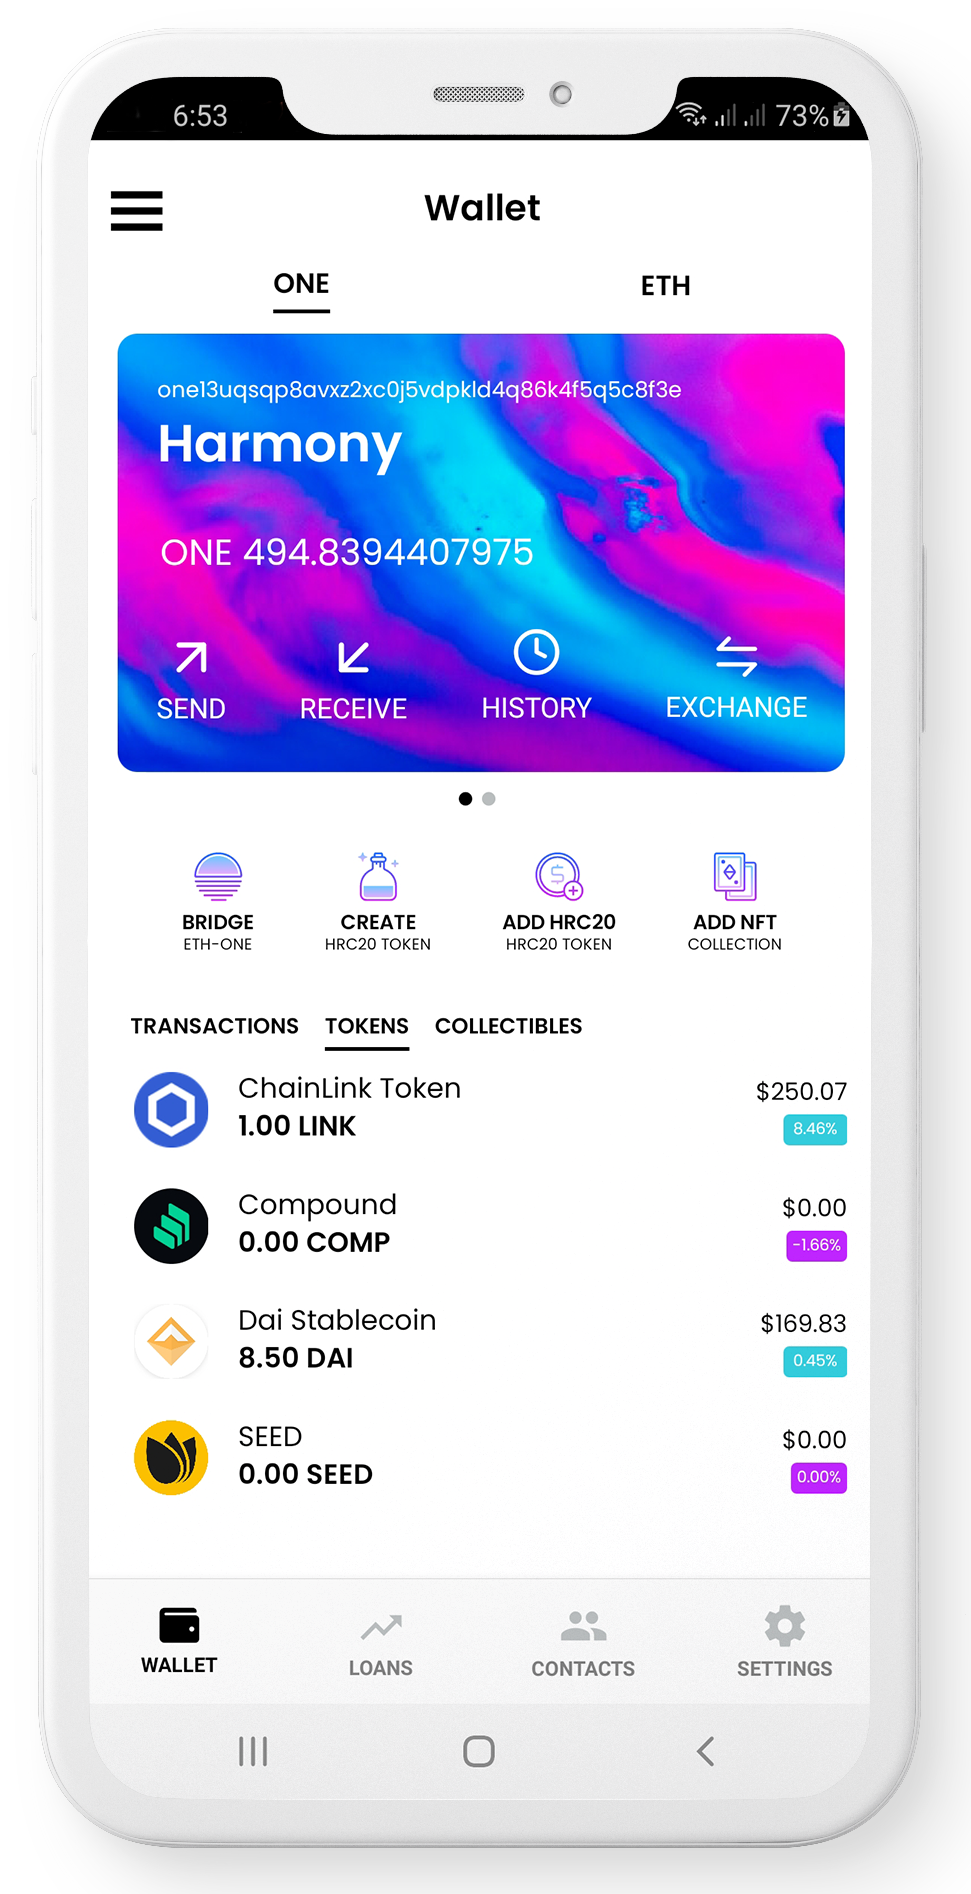 6:53
73%
Wallet
ONE ETH
one13uqsqp8avxz2xc0j5vdpkld4q86k4f5q5c8f3e
Harmony
ONE 494.8394407975
SEND RECEIVE HISTORY EXCHANGE
BRIDGE CREATE ADD HRC20 ADD NFT
ETH-ONE HRC20 TOKEN HRC20 TOKEN COLLECTION
TRANSACTIONS TOKENS COLLECTIBLES
ChainLink Token $250.07
1.00 LINK 8.46%
Compound $0.00
0.00 COMP -1.66%
Dai Stablecoin $169.83
8.50 DAI 0.45%
SEED $0.00
0.00 SEED 0.00%
WALLET LOANS CONTACTS SETTINGS